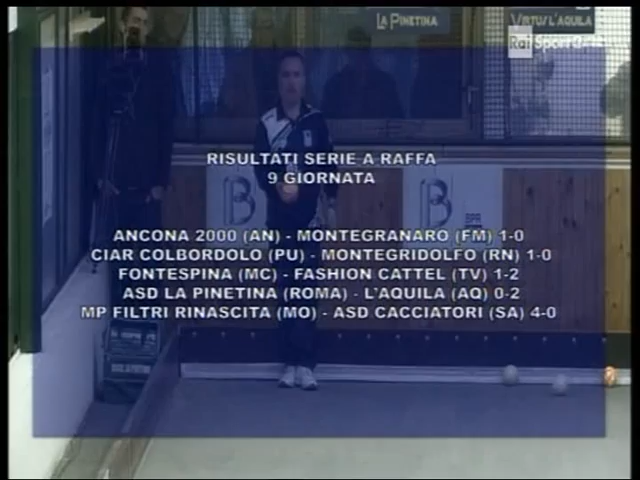 LA PINETINA
VIRTUS L'AQUILA
Rai Sport 2
RISULTATI SERIE A RAFFA
9 GIORNATA
ANCONA 2000 (AN) - MONTEGRANARO (FM) 1-0
CIAR COLBORDOLO (PU) - MONTEGRIDOLFO (RN) 1-0
FONTESPINA (MC) - FASHION CATTEL (TV) 1-2
ASD LA PINETINA (ROMA) - L'AQUILA (AQ) 0-2
MP FILTRI RINASCITA (MO) - ASD CACCIATORI (SA) 4-0
B
B
BPA